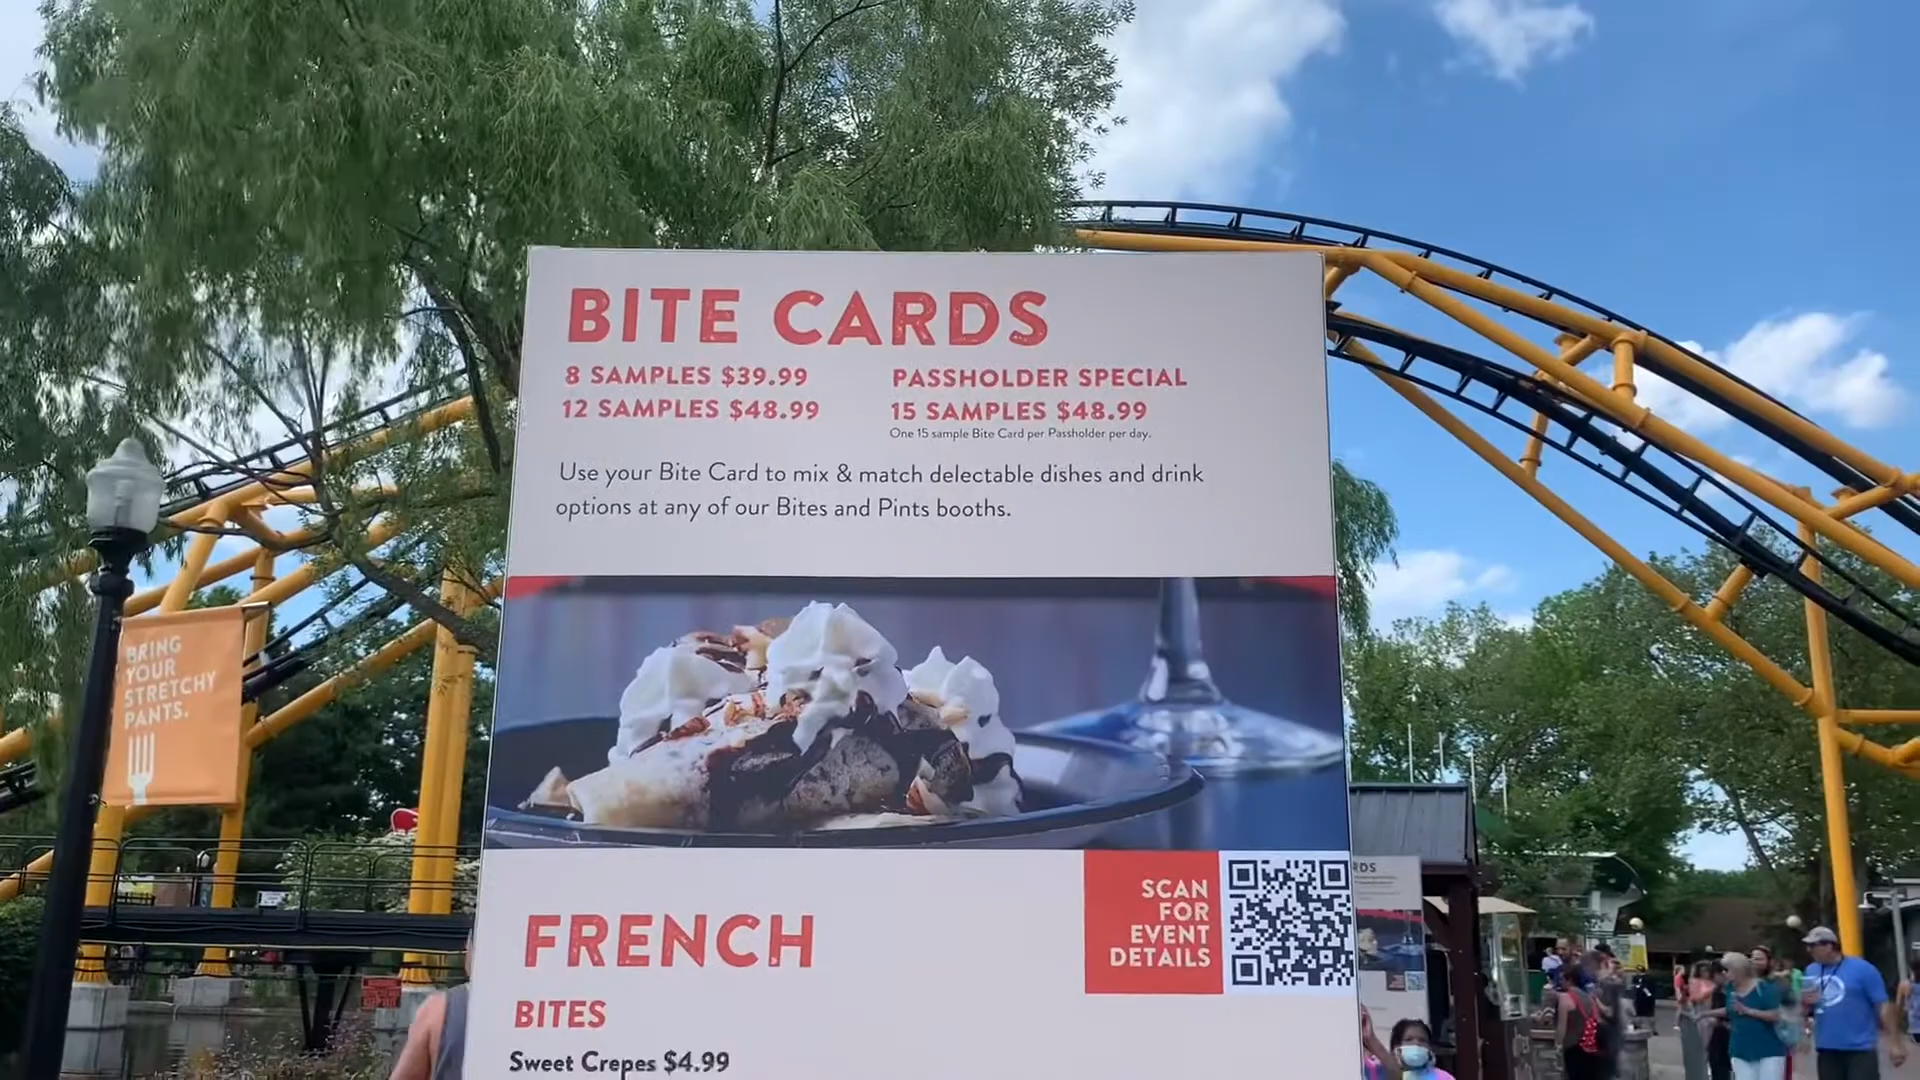 BITE CARDS
8 SAMPLES $39.99
12 SAMPLES $48.99
PASSHOLDER SPECIAL
15 SAMPLES $48.99
One 15 sample Bite Card per Passholder per day.
Use your Bite Card to mix & match delectable dishes and drink
options at any of our Bites and Pints booths.
BRING
YOUR
STRETCHY
PANTS.
SCAN
FOR
EVENT
DETAILS
FRENCH
BITES
Sweet Crepes $4.99
RDS